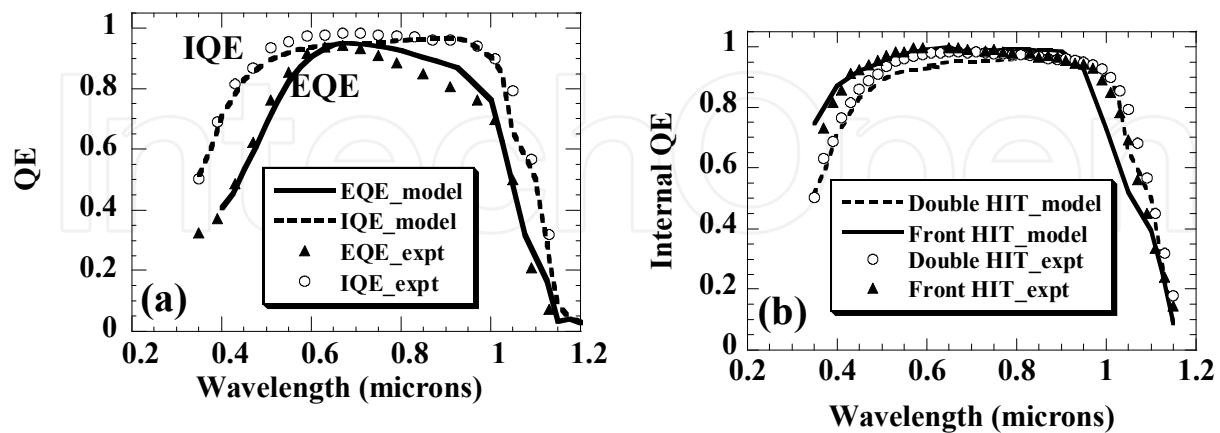 1
0.8
0.6
0.4
0.2
0
QE
IQE
EQE
EQE_model
IQE_model
EQE_expt
IQE_expt
(a)
0.2 0.4 0.6 0.8 1 1.2
Wavelength (microns)
1
0.8
0.6
0.4
0.2
0
Internal QE
Double HIT_model
Front HIT_model
Double HIT_expt
Front HIT_expt
(b)
0.2 0.4 0.6 0.8 1 1.2
Wavelength (microns)
IntechOpen